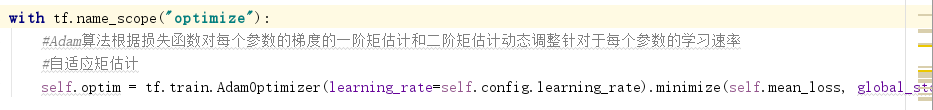 with tf.name_scope("optimize"):
#Adam算法根据损失函数对每个参数的梯度的一阶矩估计和二阶矩估计动态调整针对于每个参数的学习速率
#自适应矩估计
self.optim = tf.train.AdamOptimizer(learning_rate=self.config.learning_rate).minimize(self.mean_loss,